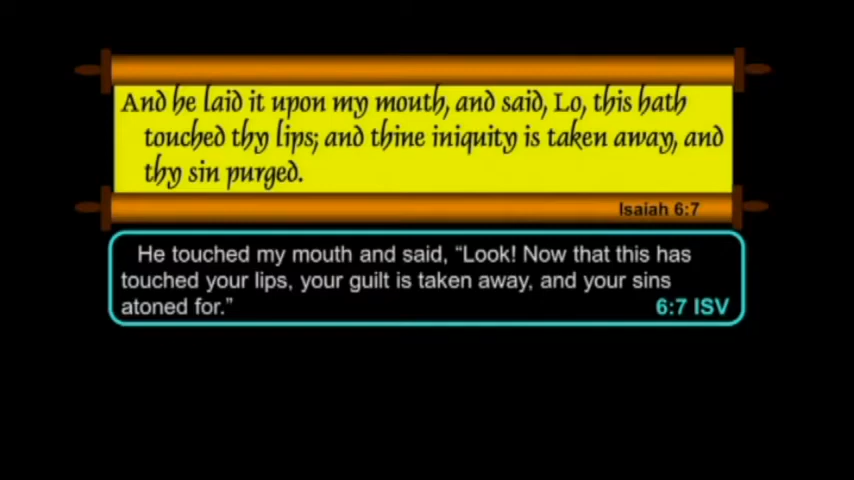 And he laid it upon my mouth, and said, Lo, this hath
touched thy lips; and thine iniquity is taken away, and
thy sin purged.
Isaiah 6:7
He touched my mouth and said, “Look! Now that this has
touched your lips, your guilt is taken away, and your sins
atoned for.”
6:7 ISV